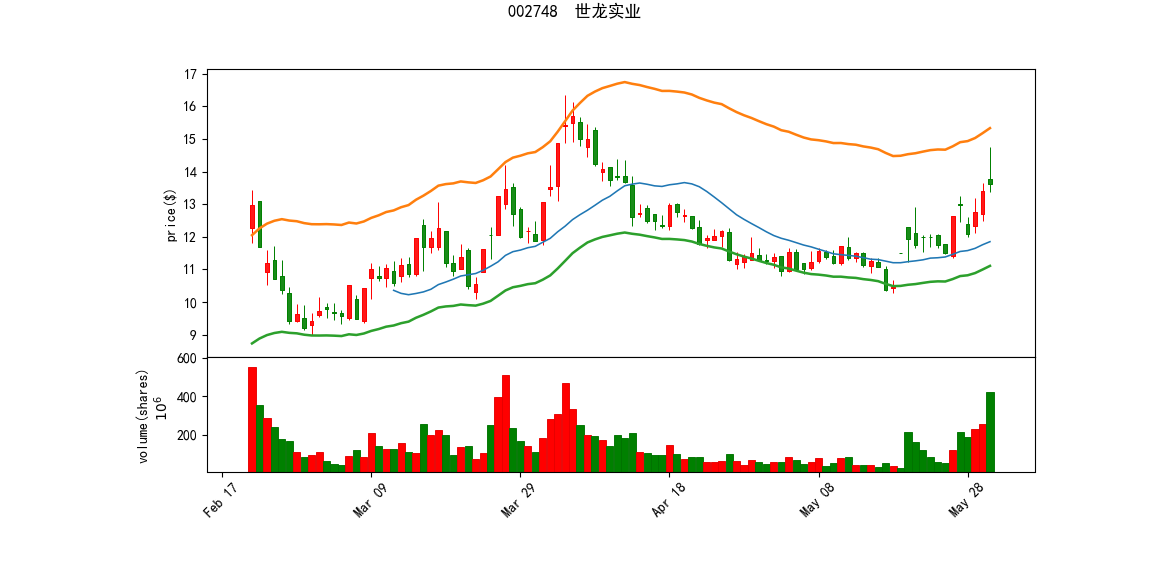 002748 世龙实业
17
16
15
14
13
12
11
10
9
price($)
600
400
200
volume(shares)
10^6
Feb 17
Mar 09
Mar 29
Apr 18
May 08
May 28